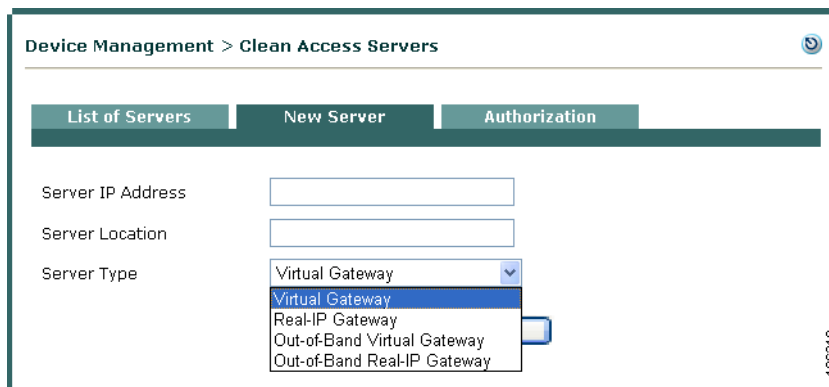 Device Management > Clean Access Servers
List of Servers New Server Authorization
Server IP Address
Server Location
Server Type Virtual Gateway
Virtual Gateway
Real-IP Gateway
Out-of-Band Virtual Gateway
Out-of-Band Real-IP Gateway